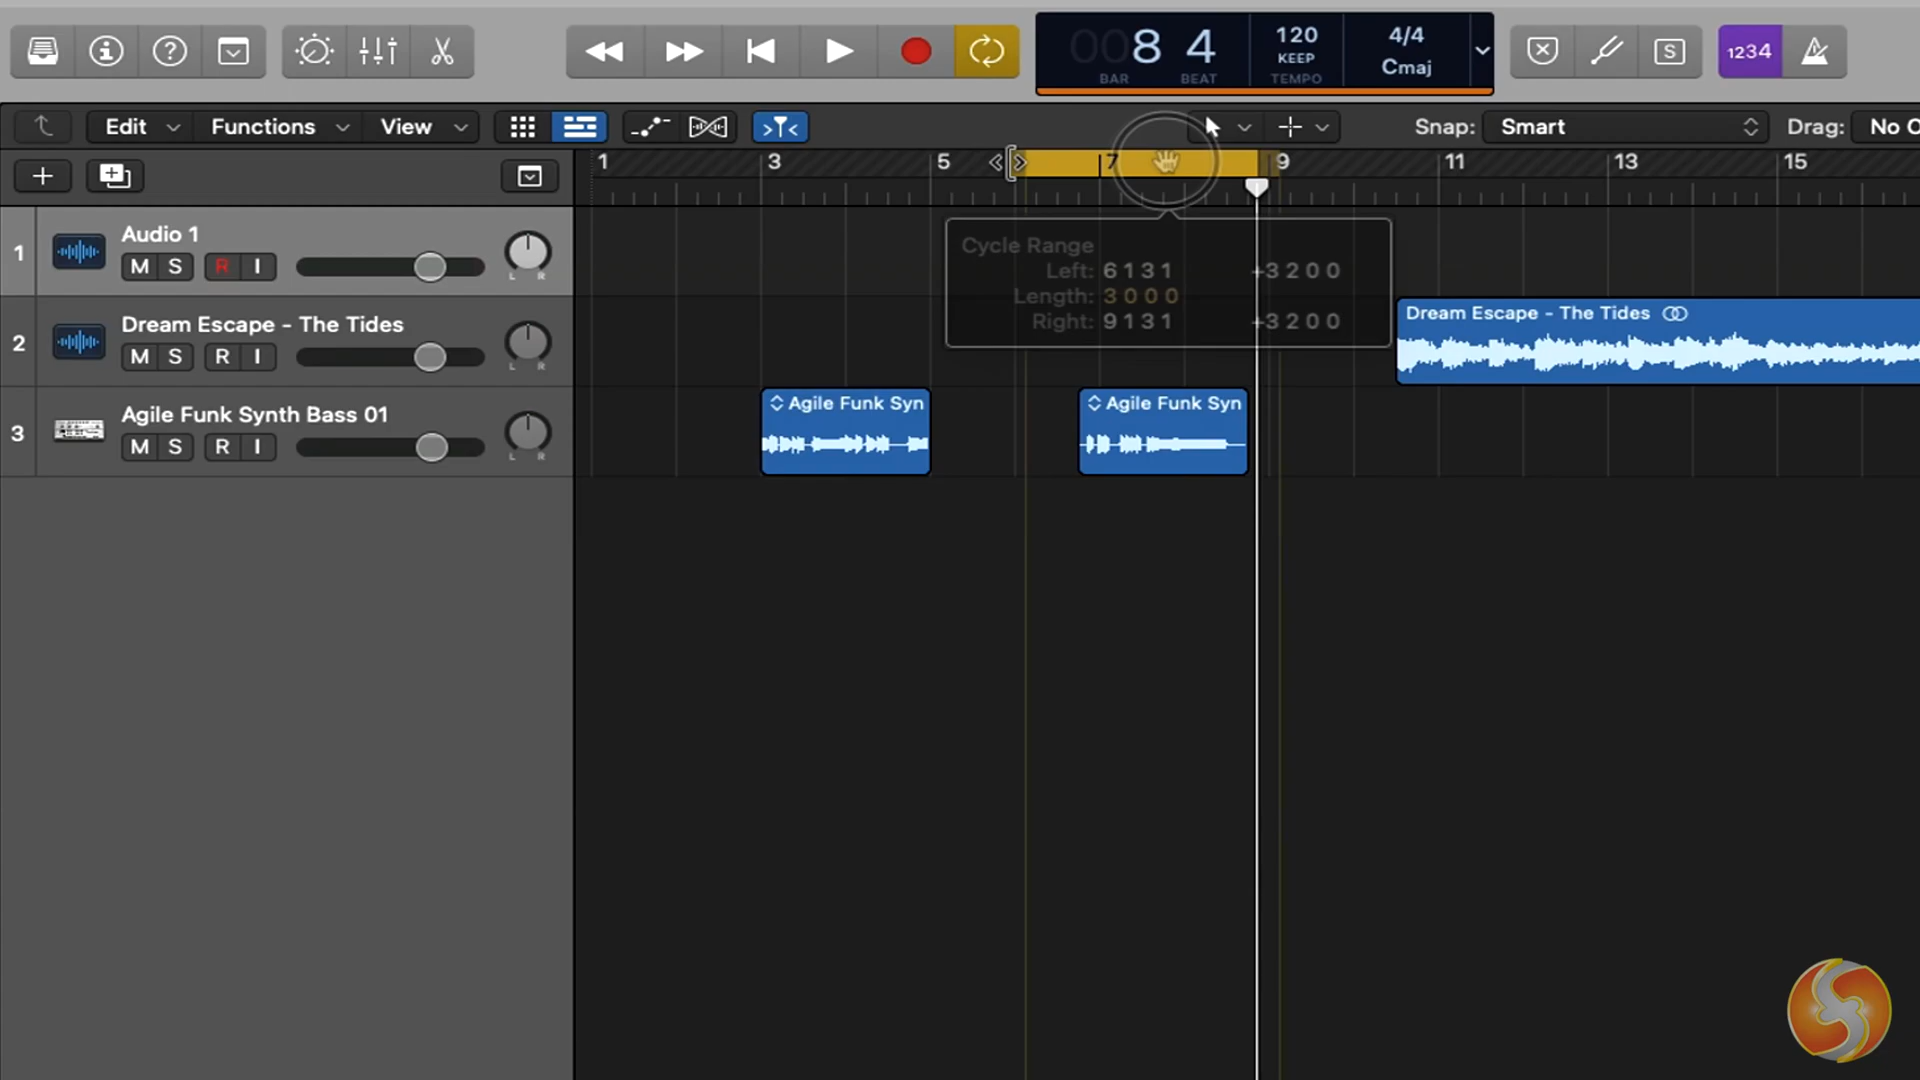 008 4
BAR BEAT
120
KEEP
TEMPO
4/4
Cmaj
S
1234
Edit
Functions
View
Snap: Smart
Drag: No O
1 3 5 7 9 11 13 15
1
Audio 1
M S R I
L R
2
Dream Escape - The Tides
M S R I
L R
3
Agile Funk Synth Bass 01
M S R I
L R
Cycle Range
Left: 6 1 3 1 +3 2 0 0
Length: 3 0 0 0
Right: 9 1 3 1 +3 2 0 0
Dream Escape - The Tides
Agile Funk Syn
Agile Funk Syn